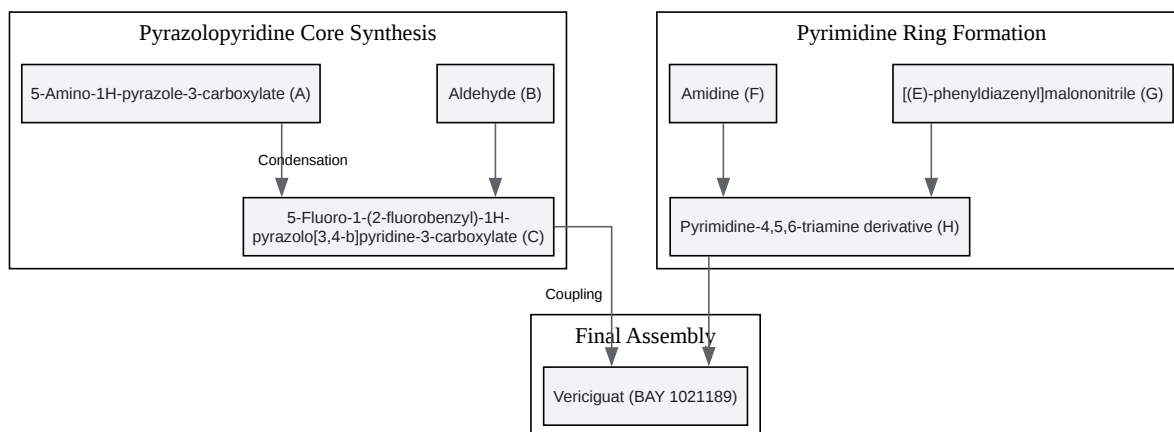 Pyrazolopyridine Core Synthesis
Pyrimidine Ring Formation
5-Amino-1H-pyrazole-3-carboxylate (A)
Aldehyde (B)
Amidine (F)
[(E)-phenyldiazenyl]malononitrile (G)
Condensation
5-Fluoro-1-(2-fluorobenzyl)-1H-
pyrazolo[3,4-b]pyridine-3-carboxylate (C)
Pyrimidine-4,5,6-triamine derivative (H)
Coupling
Final Assembly
Vericiguat (BAY 1021189)